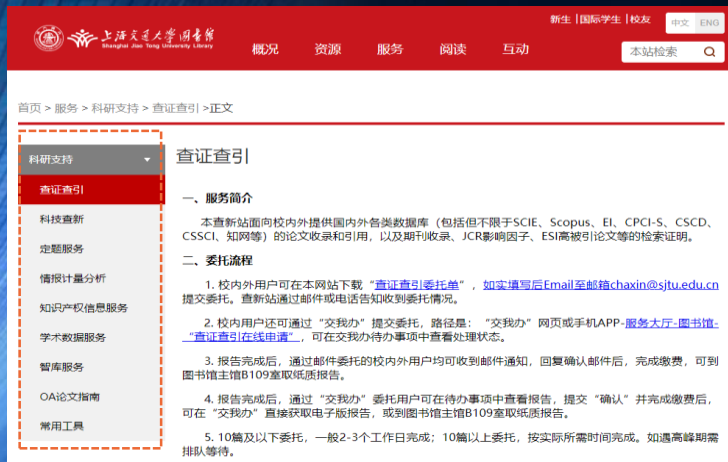 新生 | 国际学生 | 校友
中文 ENG
上海交通大学图书馆
Shanghai Jiao Tong University Library
概况 资源 服务 阅读 互动
本站检索
首页 > 服务 > 科研支持 > 查证查引 >正文
科研支持
查证查引
科技查新
定题服务
情报计量分析
知识产权信息服务
学术数据服务
智库服务
OA论文指南
常用工具
查证查引
一、服务简介
本查新站面向校内外提供国内外各类数据库（包括但不限于SCIE、Scopus、EI、CPCI-S、CSCD、
CSSCI、知网等）的论文收录和引用，以及期刊收录、JCR影响因子、ESI高被引论文等的检索证明。
二、委托流程
1. 校内外用户可在本网站下载“查证查引委托单”，如实填写后Email至邮箱chaxin@sjtu.edu.cn
提交委托。查新站通过邮件或电话告知收到委托情况。
2. 校内用户还可通过“交我办”提交委托，路径是：“交我办”网页或手机APP-服务大厅-图书馆-
“查证查引在线申请”，可在交我办待办事项中查看处理状态。
3. 报告完成后，通过邮件委托的校内外用户均可收到邮件通知，回复确认邮件后，完成缴费，可到
图书馆主馆B109室取纸质报告。
4. 报告完成后，通过“交我办”委托用户可在待办事项中查看报告，提交“确认”并完成缴费后，
可在“交我办”直接获取电子版报告，或到图书馆主馆B109室取纸质报告。
5. 10篇及以下委托，一般2-3个工作日完成；10篇以上委托，按实际所需时间完成。如遇高峰期需
排队等待。